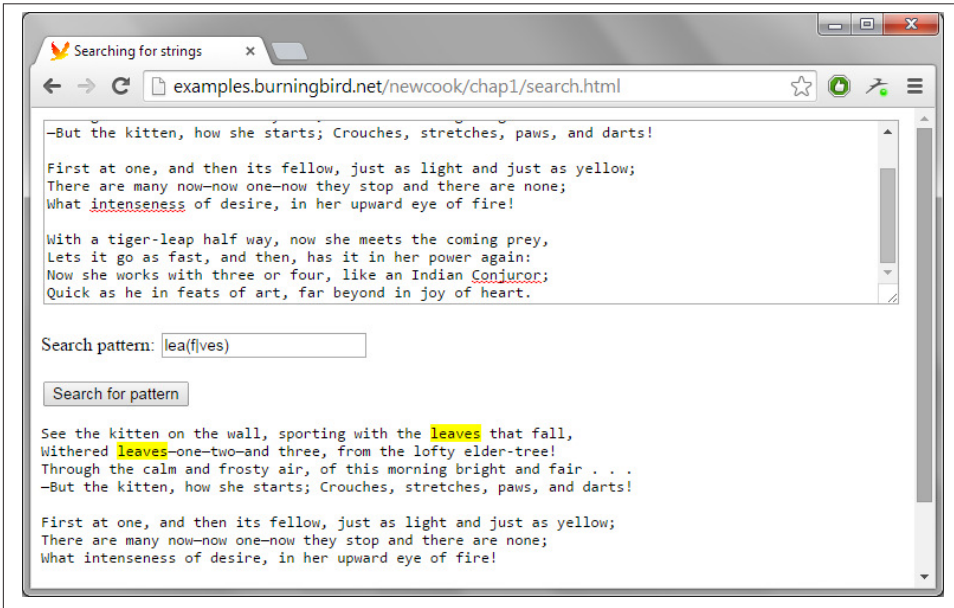 Searching for strings
examples.burningbird.net/newcook/chap1/search.html
—But the kitten, how she starts; Crouches, stretches, paws, and darts!
First at one, and then its fellow, just as light and just as yellow;
There are many now—now one—now they stop and there are none;
What intenseness of desire, in her upward eye of fire!
With a tiger-leap half way, now she meets the coming prey,
Lets it go as fast, and then, has it in her power again:
Now she works with three or four, like an Indian Conjuror;
Quick as he in feats of art, far beyond in joy of heart.
Search pattern: lea(f|ves)
Search for pattern
See the kitten on the wall, sporting with the leaves that fall,
Withered leaves—one—two—and three, from the lofty elder-tree!
Through the calm and frosty air, of this morning bright and fair . . .
—But the kitten, how she starts; Crouches, stretches, paws, and darts!
First at one, and then its fellow, just as light and just as yellow;
There are many now—now one—now they stop and there are none;
What intenseness of desire, in her upward eye of fire!